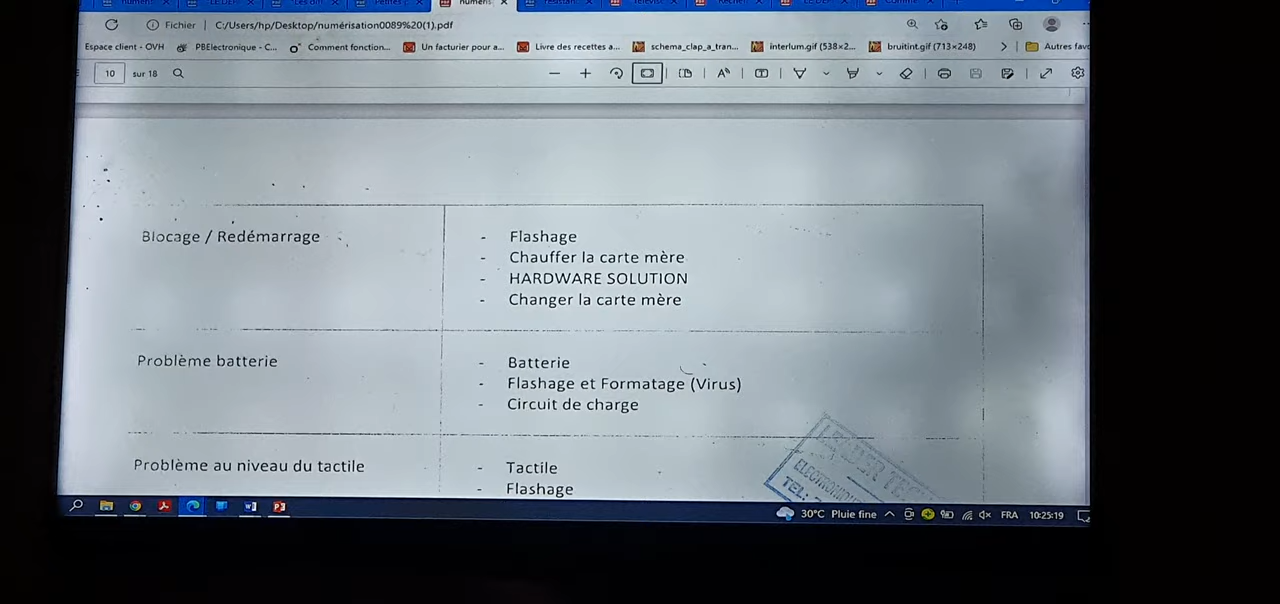 numéris
Fichier | C:/Users/hp/Desktop/numérisation0089%20(1).pdf
Espace client - OVH PBElectronique - C... Comment fonction... Un facturier pour a... Livre des recettes a... schema_clap_a_tran... interlum.gif (538×2... bruitint.gif (713×248) Autres favo
10 sur 18
Blocage / Redémarrage
- Flashage
- Chauffer la carte mère
- HARDWARE SOLUTION
- Changer la carte mère
Problème batterie
- Batterie
- Flashage et Formatage (Virus)
- Circuit de charge
Problème au niveau du tactile
- Tactile
- Flashage
TEL:
30°C Pluie fine FRA 10:25:19